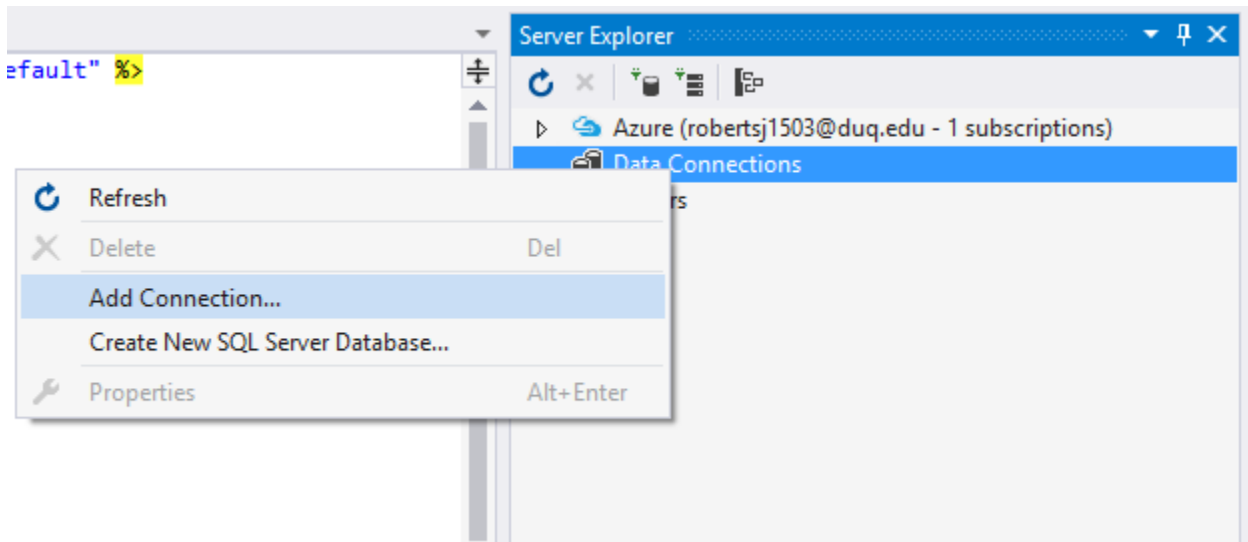 Server Explorer
efault" %>
Azure (robertsj1503@duq.edu - 1 subscriptions)
Data Connections
rs
Refresh
Delete Del
Add Connection...
Create New SQL Server Database...
Properties Alt+Enter